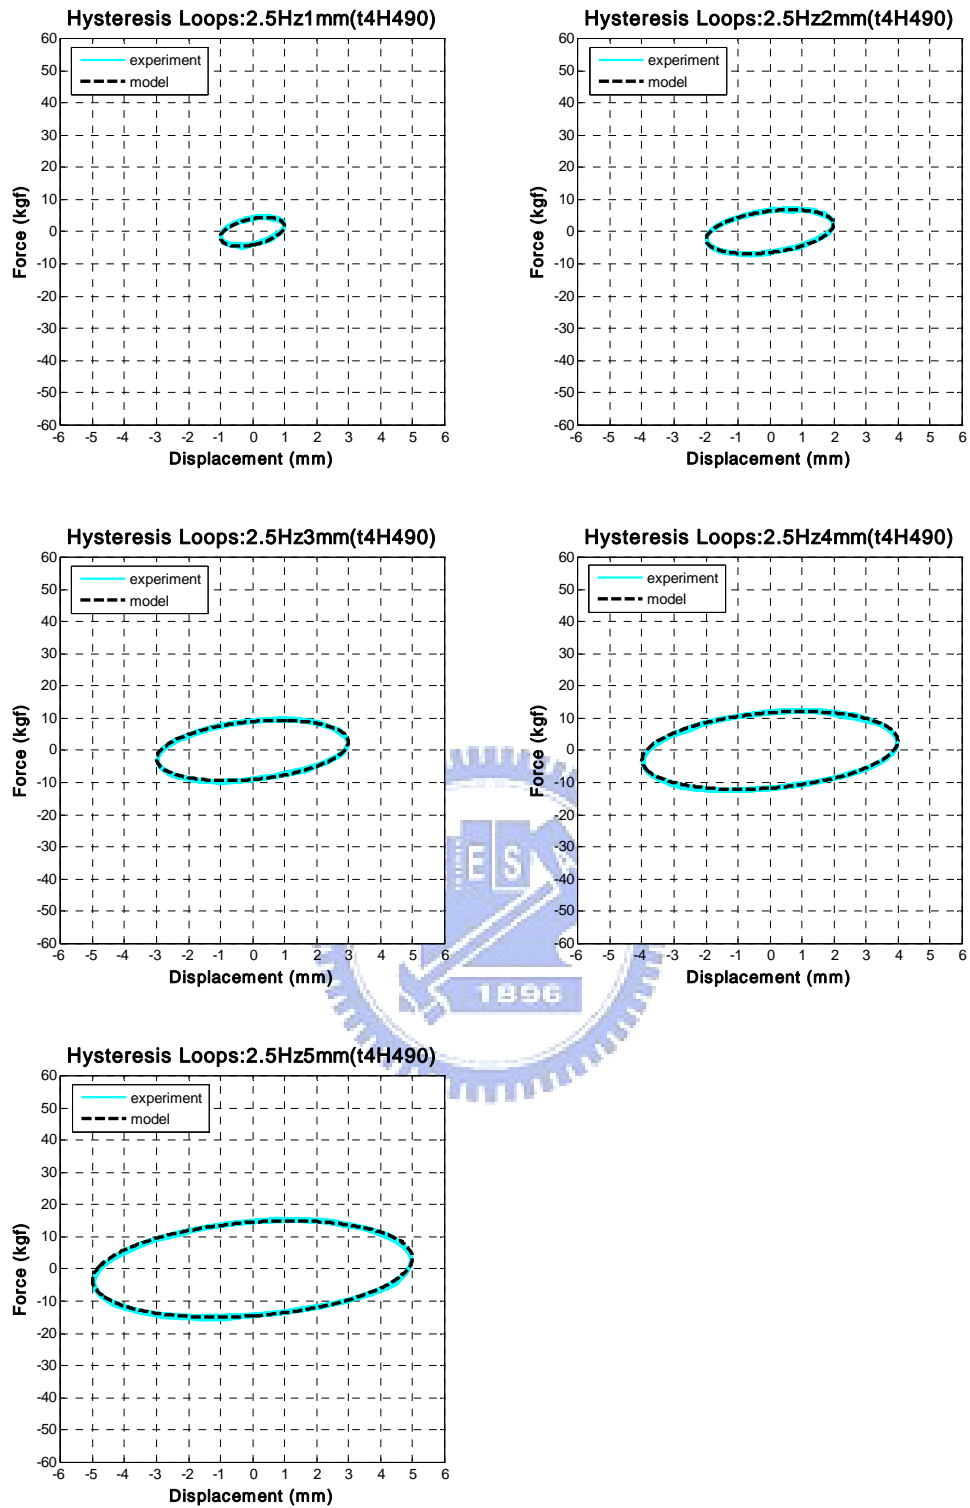 Hysteresis Loops:2.5Hz1mm(t4H490)
60
50
40
30
20
10
0
-10
-20
-30
-40
-50
-60
experiment
model
Force (kgf)
-6 -5 -4 -3 -2 -1 0 1 2 3 4 5 6
Displacement (mm)
Hysteresis Loops:2.5Hz2mm(t4H490)
60
50
40
30
20
10
0
-10
-20
-30
-40
-50
-60
experiment
model
Force (kgf)
-6 -5 -4 -3 -2 -1 0 1 2 3 4 5 6
Displacement (mm)
Hysteresis Loops:2.5Hz3mm(t4H490)
60
50
40
30
20
10
0
-10
-20
-30
-40
-50
-60
experiment
model
Force (kgf)
-6 -5 -4 -3 -2 -1 0 1 2 3 4 5 6
Displacement (mm)
Hysteresis Loops:2.5Hz4mm(t4H490)
60
50
40
30
20
10
0
-10
-20
-30
-40
-50
-60
experiment
model
Force (kgf)
-6 -5 -4 -3 -2 -1 0 1 2 3 4 5 6
Displacement (mm)
ES
1896
Hysteresis Loops:2.5Hz5mm(t4H490)
60
50
40
30
20
10
0
-10
-20
-30
-40
-50
-60
experiment
model
Force (kgf)
-6 -5 -4 -3 -2 -1 0 1 2 3 4 5 6
Displacement (mm)